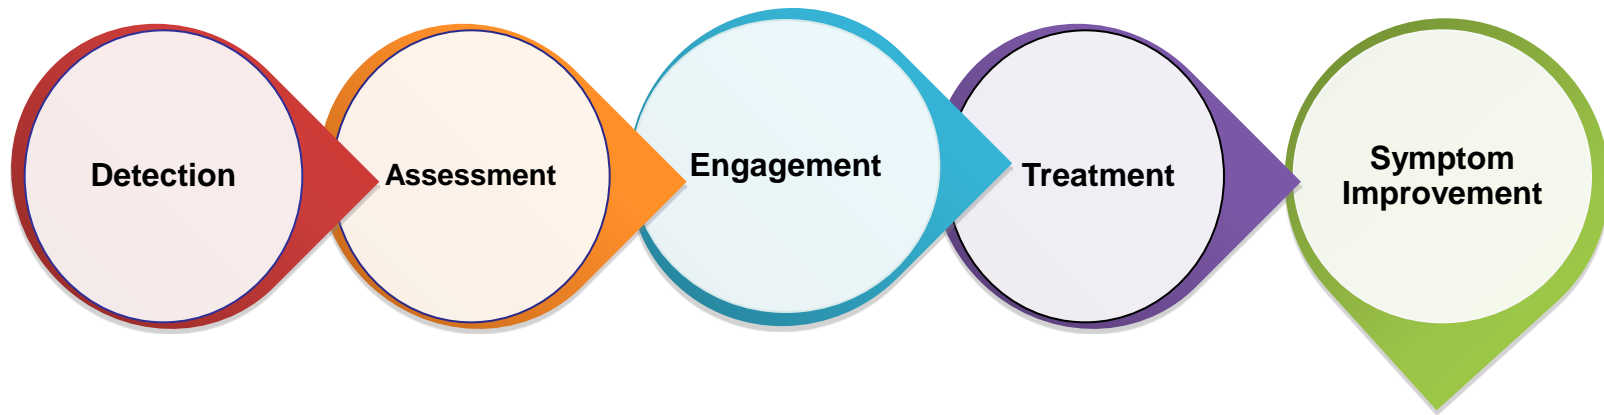 Detection
Assessment
Engagement
Treatment
Symptom
Improvement